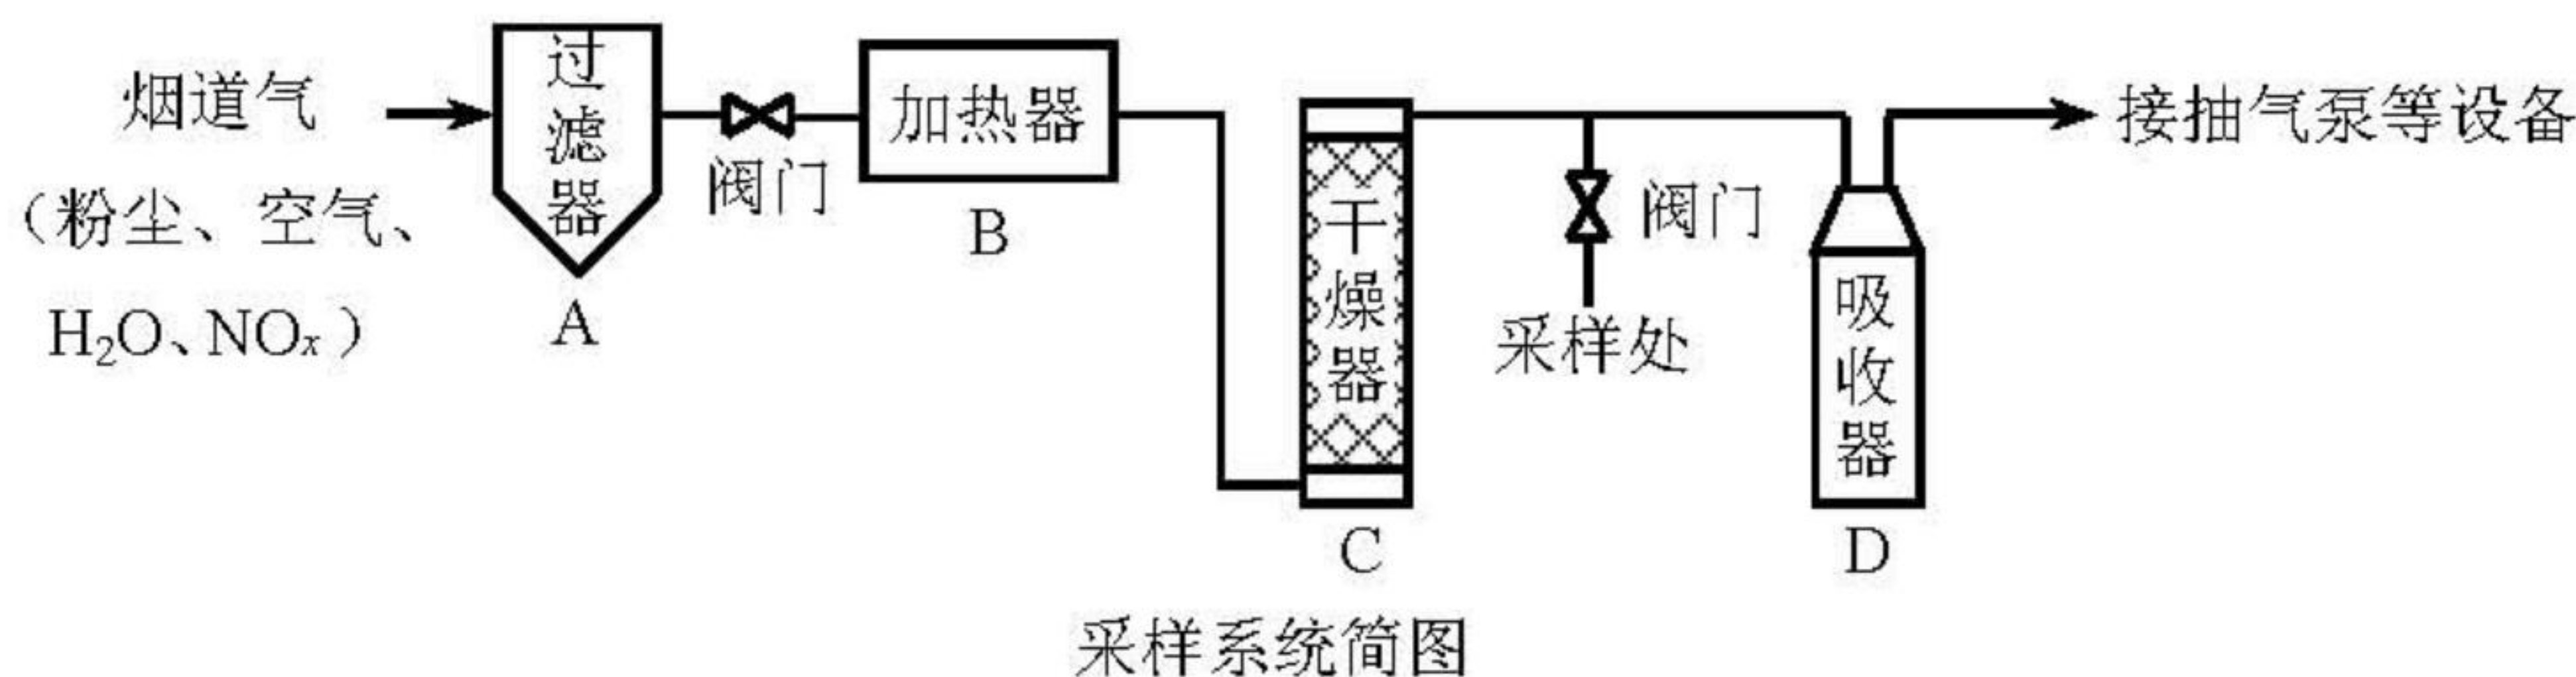 烟道气
(粉尘、空气、
H₂O、NOₓ)
过滤器
A
阀门
加热器
B
干燥器
C
阀门
采样处
吸收器
D
接抽气泵等设备
采样系统简图